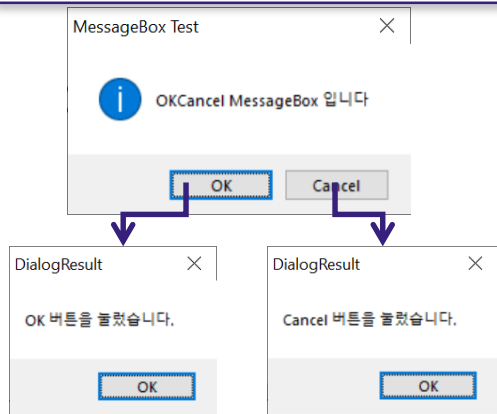 MessageBox Test
OKCancel MessageBox 입니다
OK
Cancel
DialogResult
OK 버튼을 눌렀습니다.
OK
DialogResult
Cancel 버튼을 눌렀습니다.
OK